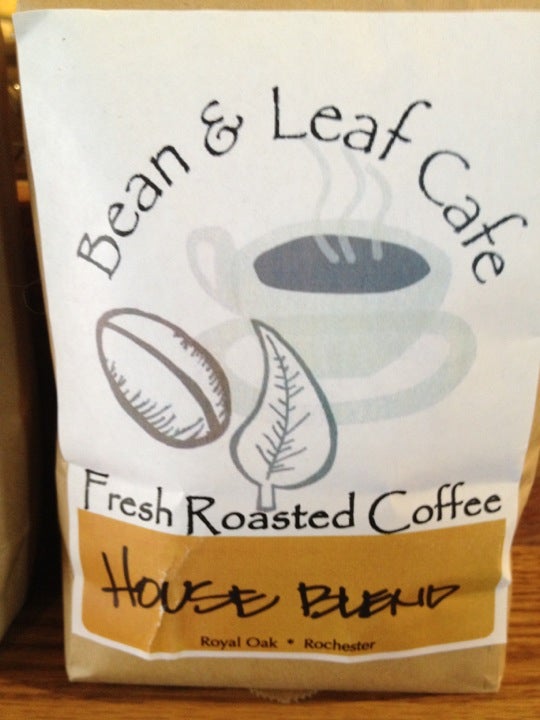 Bean & Leaf Cafe
Fresh Roasted Coffee
HOUSE BLEND
Royal Oak * Rochester